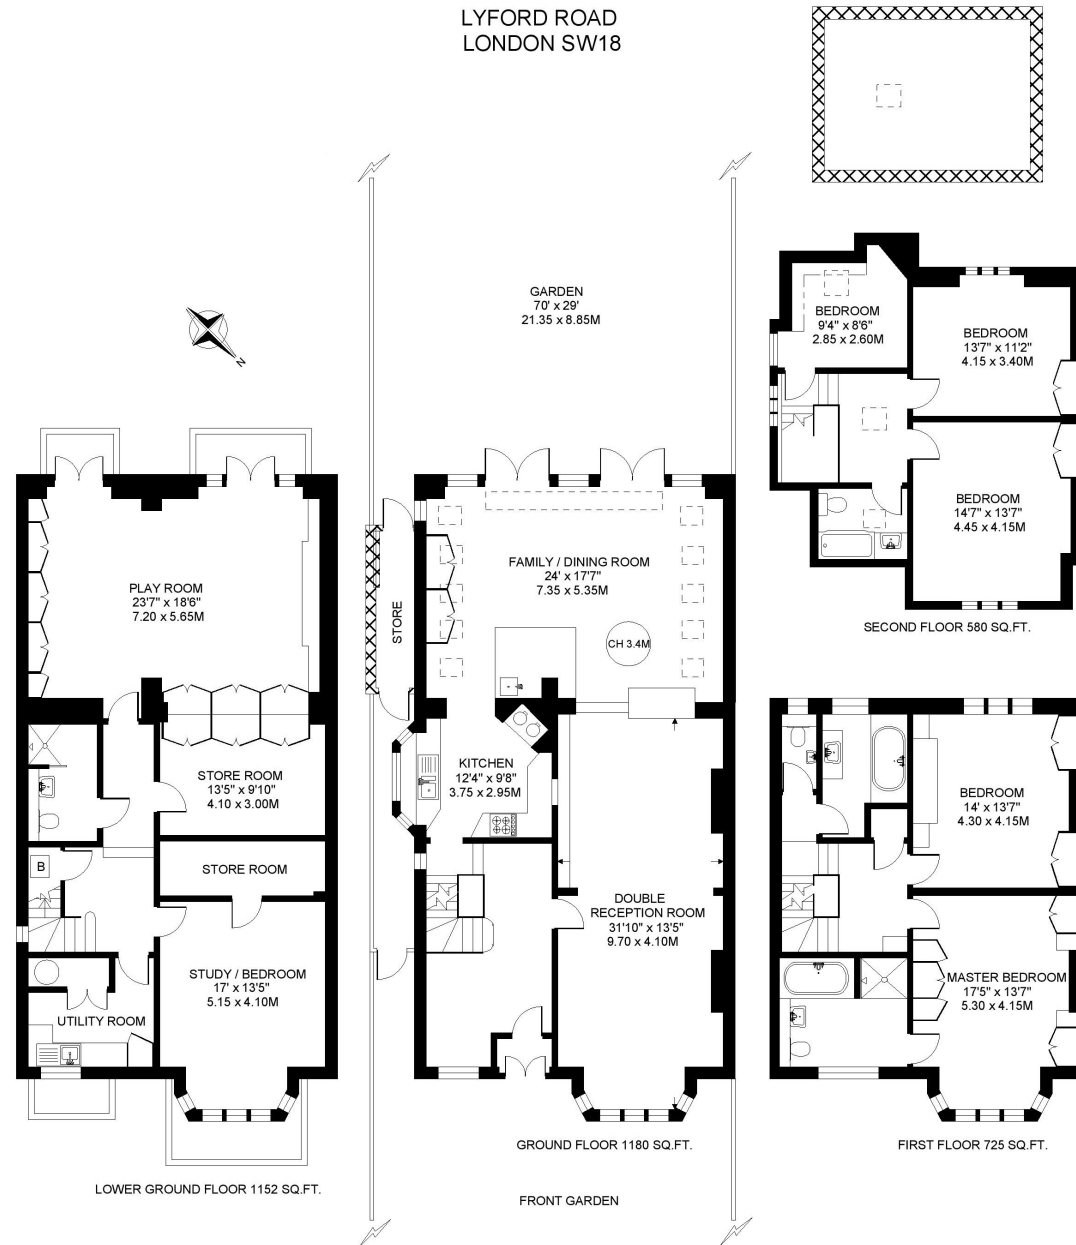 LYFORD ROAD
LONDON SW18
GARDEN
70' x 29'
21.35 x 8.85M
N
BEDROOM
9'4" x 8'6"
2.85 x 2.60M
BEDROOM
13'7" x 11'2"
4.15 x 3.40M
BEDROOM
14'7" x 13'7"
4.45 x 4.15M
SECOND FLOOR 580 SQ.FT.
PLAY ROOM
23'7" x 18'6"
7.20 x 5.65M
STORE ROOM
13'5" x 9'10"
4.10 x 3.00M
B
STORE ROOM
STUDY / BEDROOM
17' x 13'5"
5.15 x 4.10M
UTILITY ROOM
LOWER GROUND FLOOR 1152 SQ.FT.
STORE
FAMILY / DINING ROOM
24' x 17'7"
7.35 x 5.35M
CH 3.4M
KITCHEN
12'4" x 9'8"
3.75 x 2.95M
DOUBLE
RECEPTION ROOM
31'10" x 13'5"
9.70 x 4.10M
GROUND FLOOR 1180 SQ.FT.
FRONT GARDEN
BEDROOM
14' x 13'7"
4.30 x 4.15M
MASTER BEDROOM
17'5" x 13'7"
5.30 x 4.15M
FIRST FLOOR 725 SQ.FT.